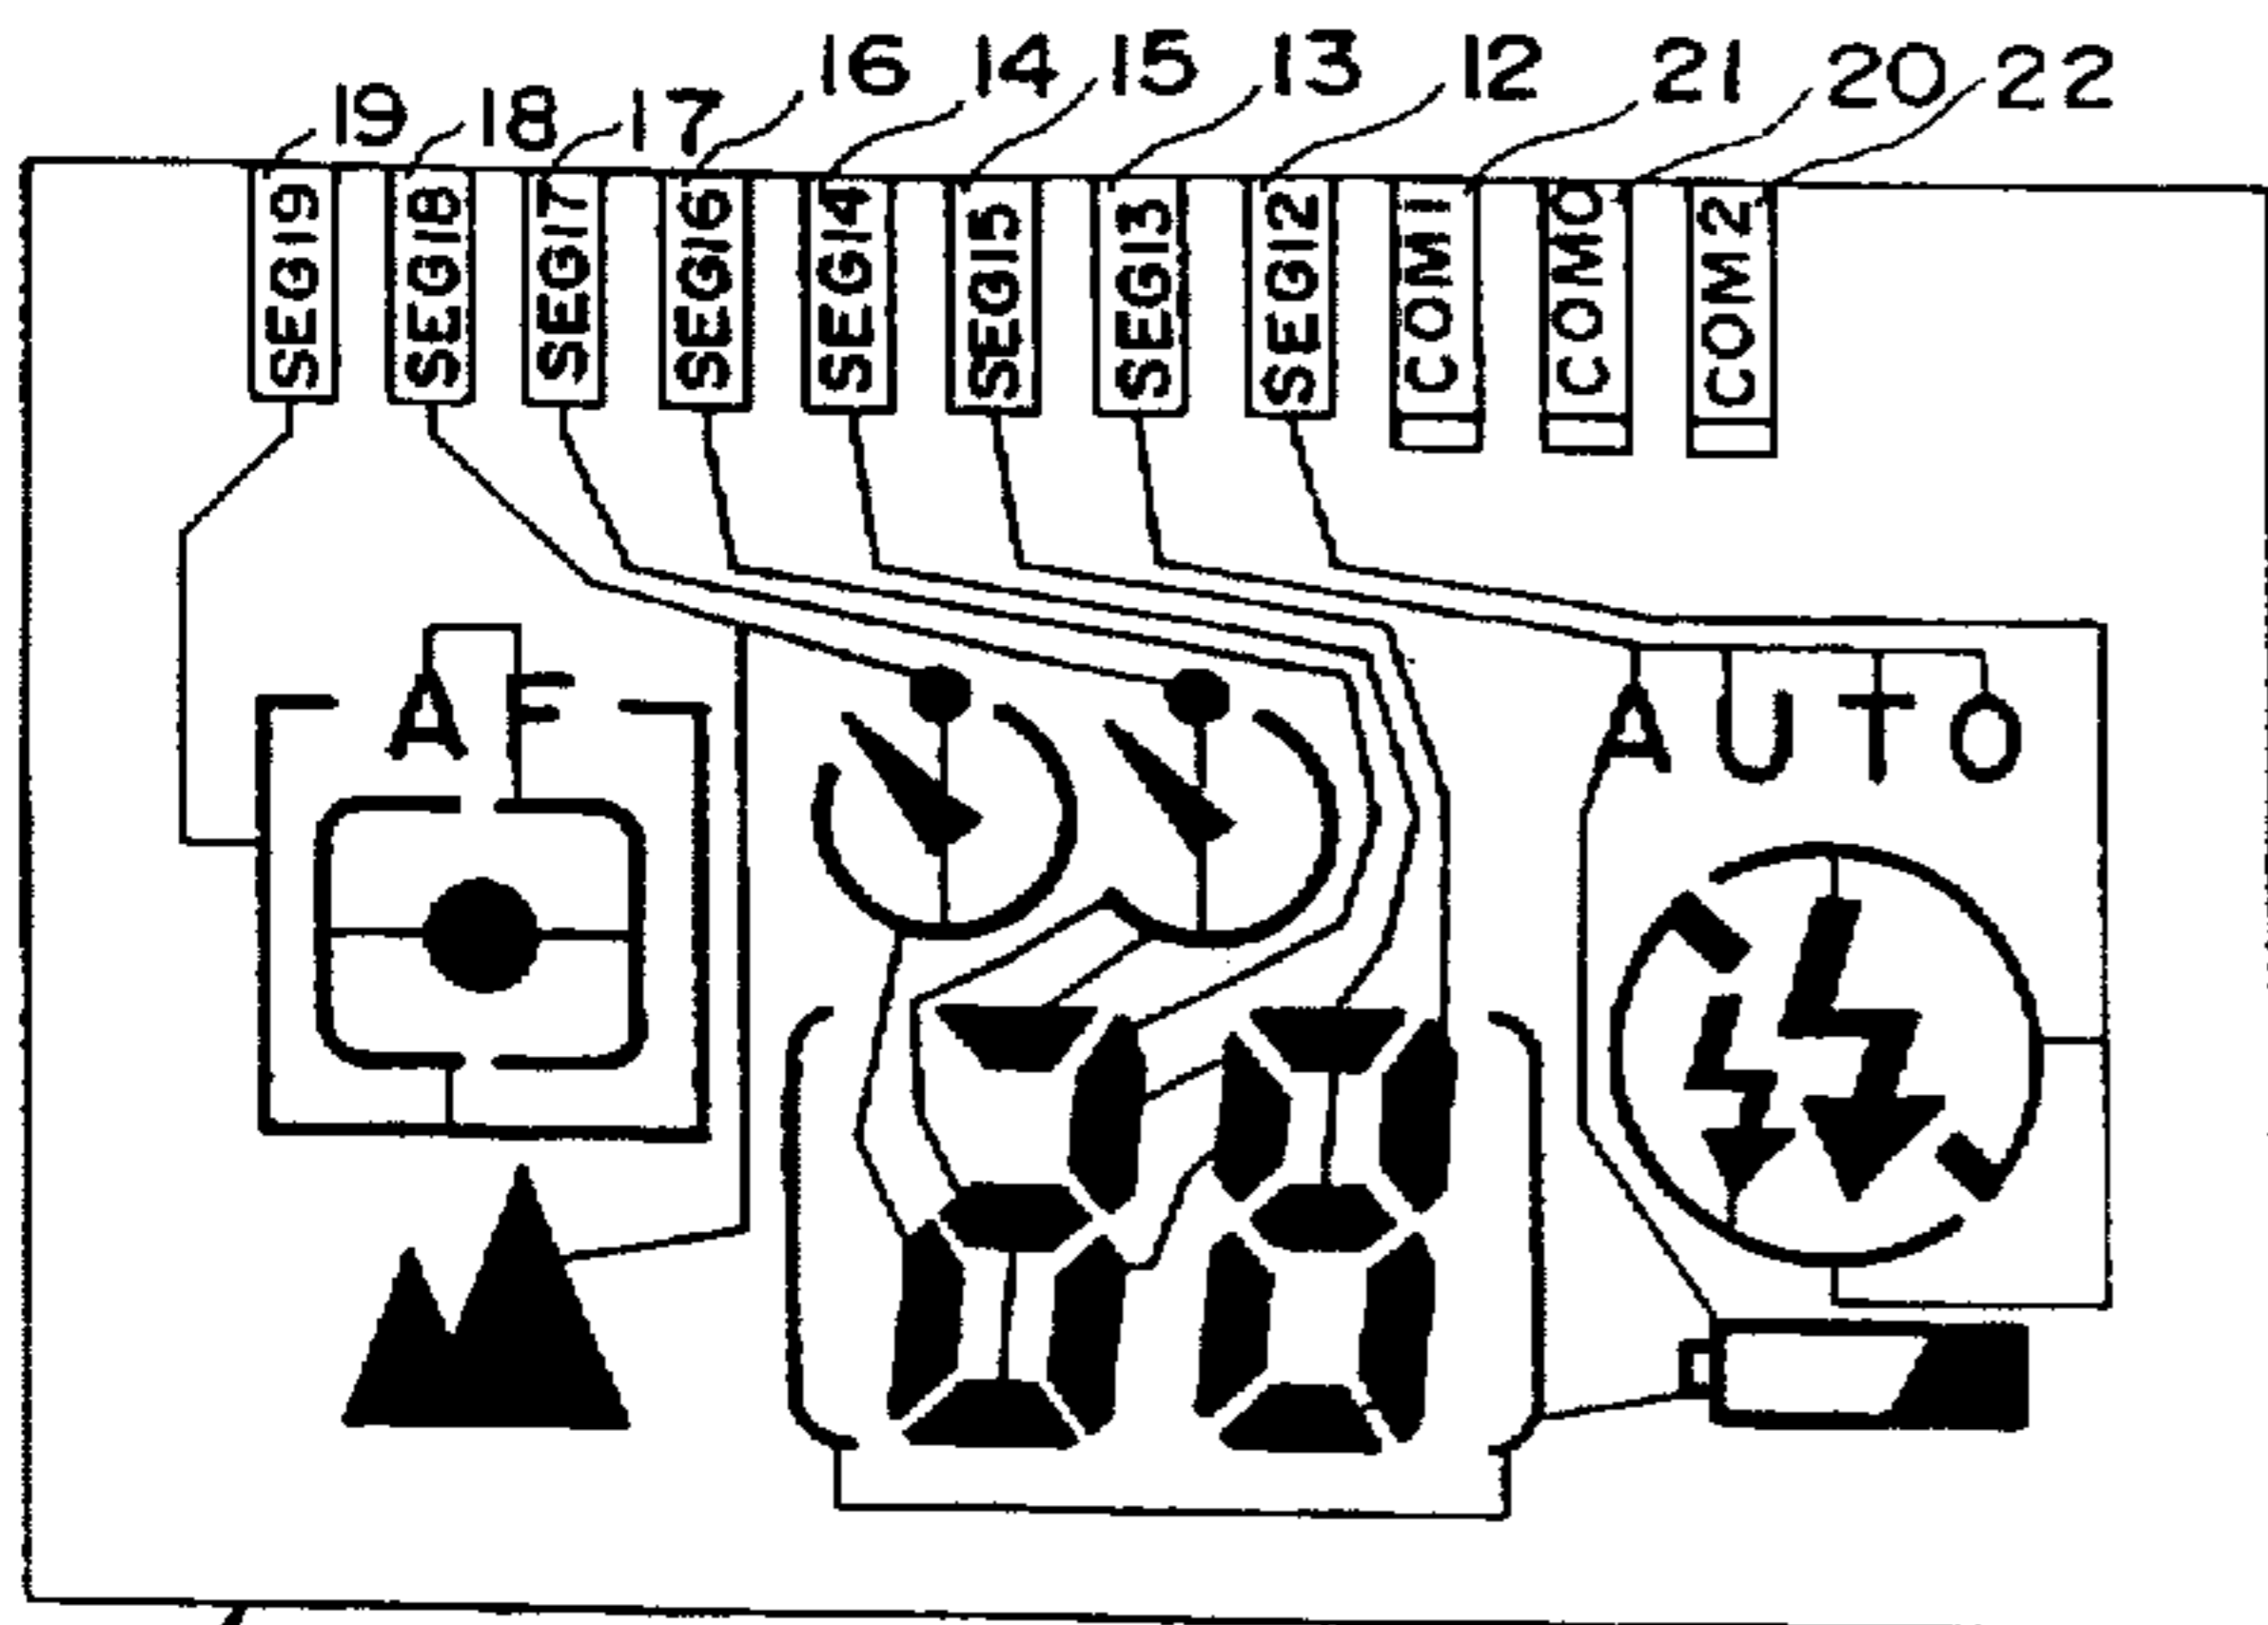 19 18 17 16 14 15 13 12 21 20 22
SEG19 SEG18 SEG17 SEG16 SEG14 SEG15 SEG13 SEG12 COM1 COM0 COM2
AF AUTO
88